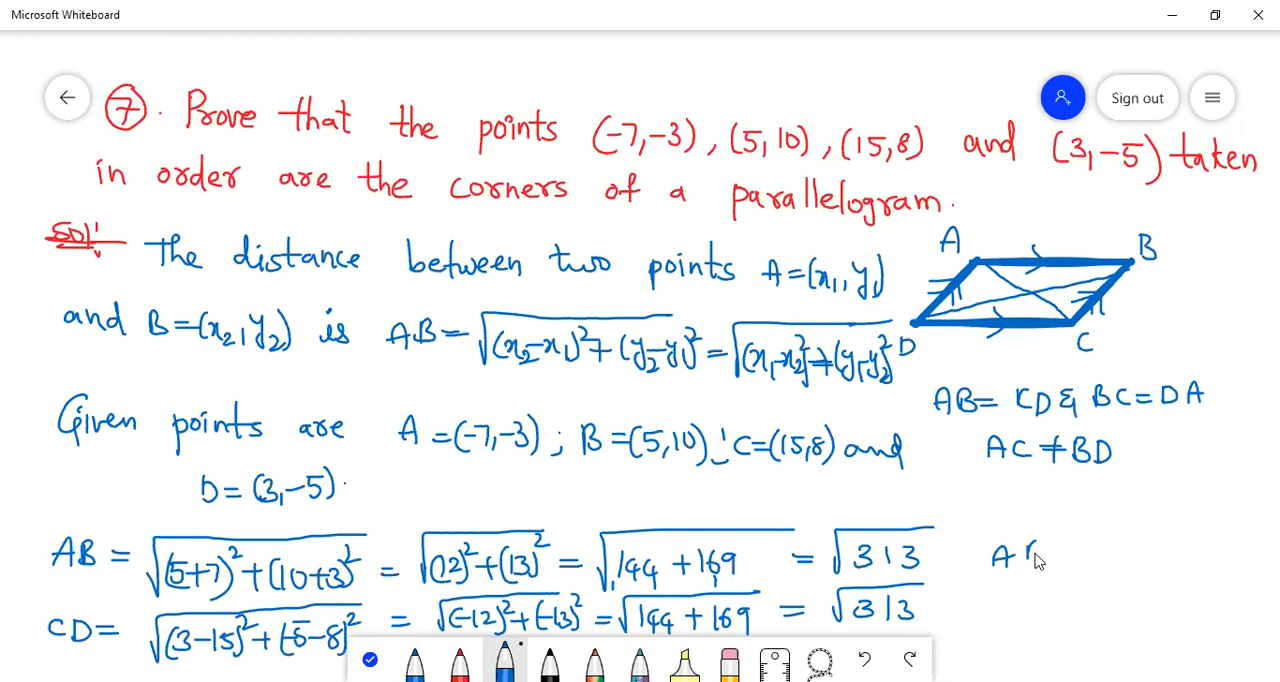 Microsoft Whiteboard
Sign out
⑦. Prove that the points (-7,-3), (5,10), (15,8) and (3,-5) taken
in order are the corners of a parallelogram.
Sol:
The distance between two points A=(x₁,y₁)
and B=(x₂,y₂) is AB=√(x₂-x₁)²+(y₂-y₁)²=√(x₁-x₂)²+(y₁-y₂)²
A B
D C
AB= CD & BC=DA
AC≠BD
Given points are A=(-7,-3); B=(5,10); C=(15,8) and
D=(3,-5).
AB = √(5+7)²+(10+3)² = √(12)²+(13)² = √144+169 = √313
A
CD= √(3-15)²+(-5-8)² = √(-12)²+(-13)² = √144+169 = √313